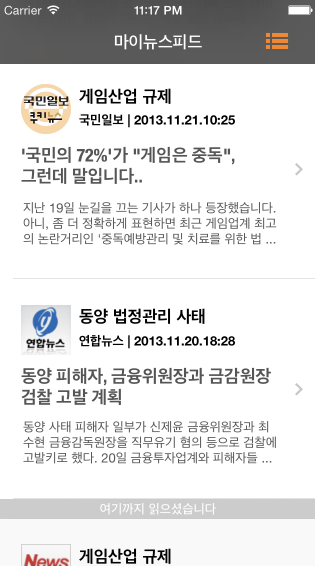 Carrier 11:17 PM
마이뉴스피드
국민일보
쿠키뉴스
게임산업 규제
국민일보 | 2013.11.21.10:25
'국민의 72%'가 "게임은 중독",
그런데 말입니다..
지난 19일 눈길을 끄는 기사가 하나 등장했습니다.
아니, 좀 더 정확하게 표현하면 최근 게임업계 최고
의 논란거리인 '중독예방관리 및 치료를 위한 법 ...
연합뉴스
동양 법정관리 사태
연합뉴스 | 2013.11.20.18:28
동양 피해자, 금융위원장과 금감원장
검찰 고발 계획
동양 사태 피해자 일부가 신제윤 금융위원장과 최
수현 금융감독원장을 직무유기 혐의 등으로 검찰에
고발키로 했다. 20일 금융투자업계와 피해자들 ...
여기까지 읽으셨습니다
News
게임산업 규제